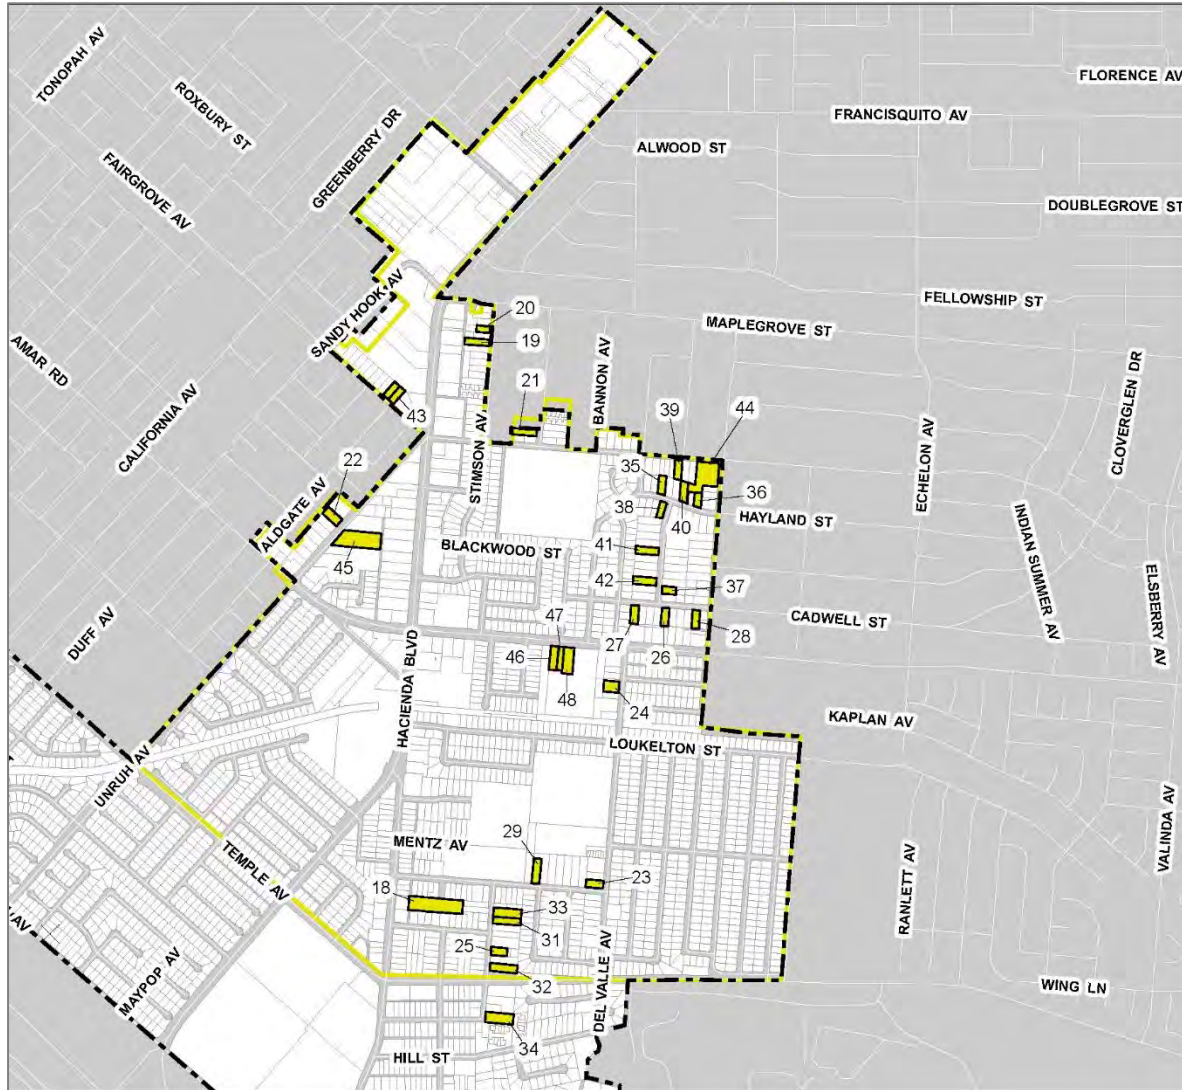 TONOPAH AV
FLORENCE AV
ROXBURY ST
FRANCISQUITO AV
GREENBERRY DR
ALWOOD ST
FAIRGROVE AV
DOUBLEGROVE ST
SANDY HOOK AV
FELLOWSHIP ST
20
MAPLEGROVE ST
19
AMAR RD
BANNON AV
CLOVERGLEN DR
21
43
CALIFORNIA AV
39
44
ECHELON AV
STIMSON AV
35
22
36
ALDGATE AV
38
40
HAYLAND ST
INDIAN SUMMER AV
45
BLACKWOOD ST
41
ELSBERRY AV
42
37
DUFF AV
47
CADWELL ST
27
26
28
46
HACIENDA BLVD
48
24
KAPLAN AV
LOUKELTON ST
UNRUH AV
VALINDA AV
29
MENTZ AV
TEMPLE AV
23
RANLETT AV
18
33
31
AV
25
MAYPOP AV
32
DEL VALLE AV
WING LN
34
HILL ST